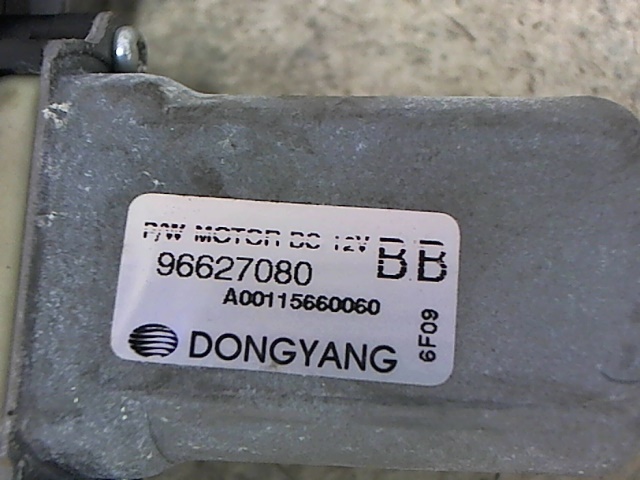 P/W MOTOR DC 12V
BB
96627080
A00115660060
DONGYANG
6F09